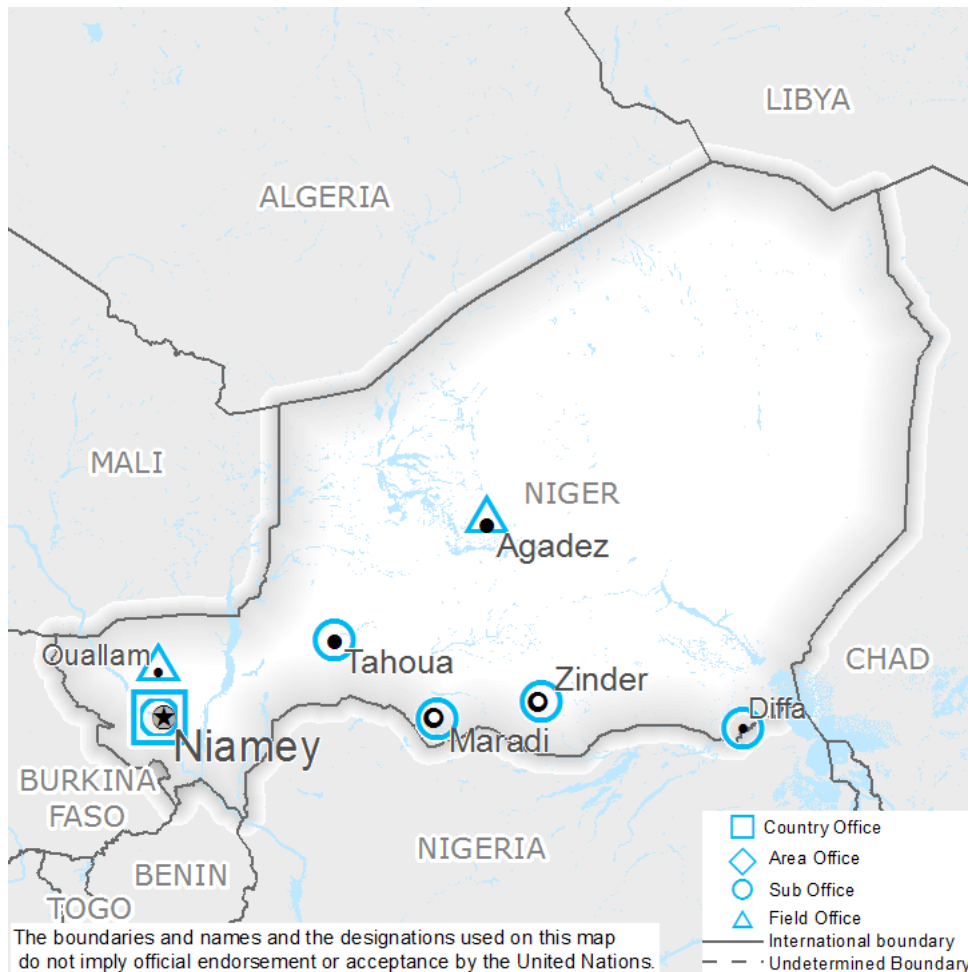 LIBYA
ALGERIA
MALI
NIGER
Agadez
Ouallam
Tahoua
CHAD
Zinder
Diffa
Maradi
Niamey
BURKINA
FASO
NIGERIA
BENIN
TOGO
Country Office
Area Office
Sub Office
Field Office
International boundary
Undetermined Boundary
The boundaries and names and the designations used on this map
do not imply official endorsement or acceptance by the United Nations.